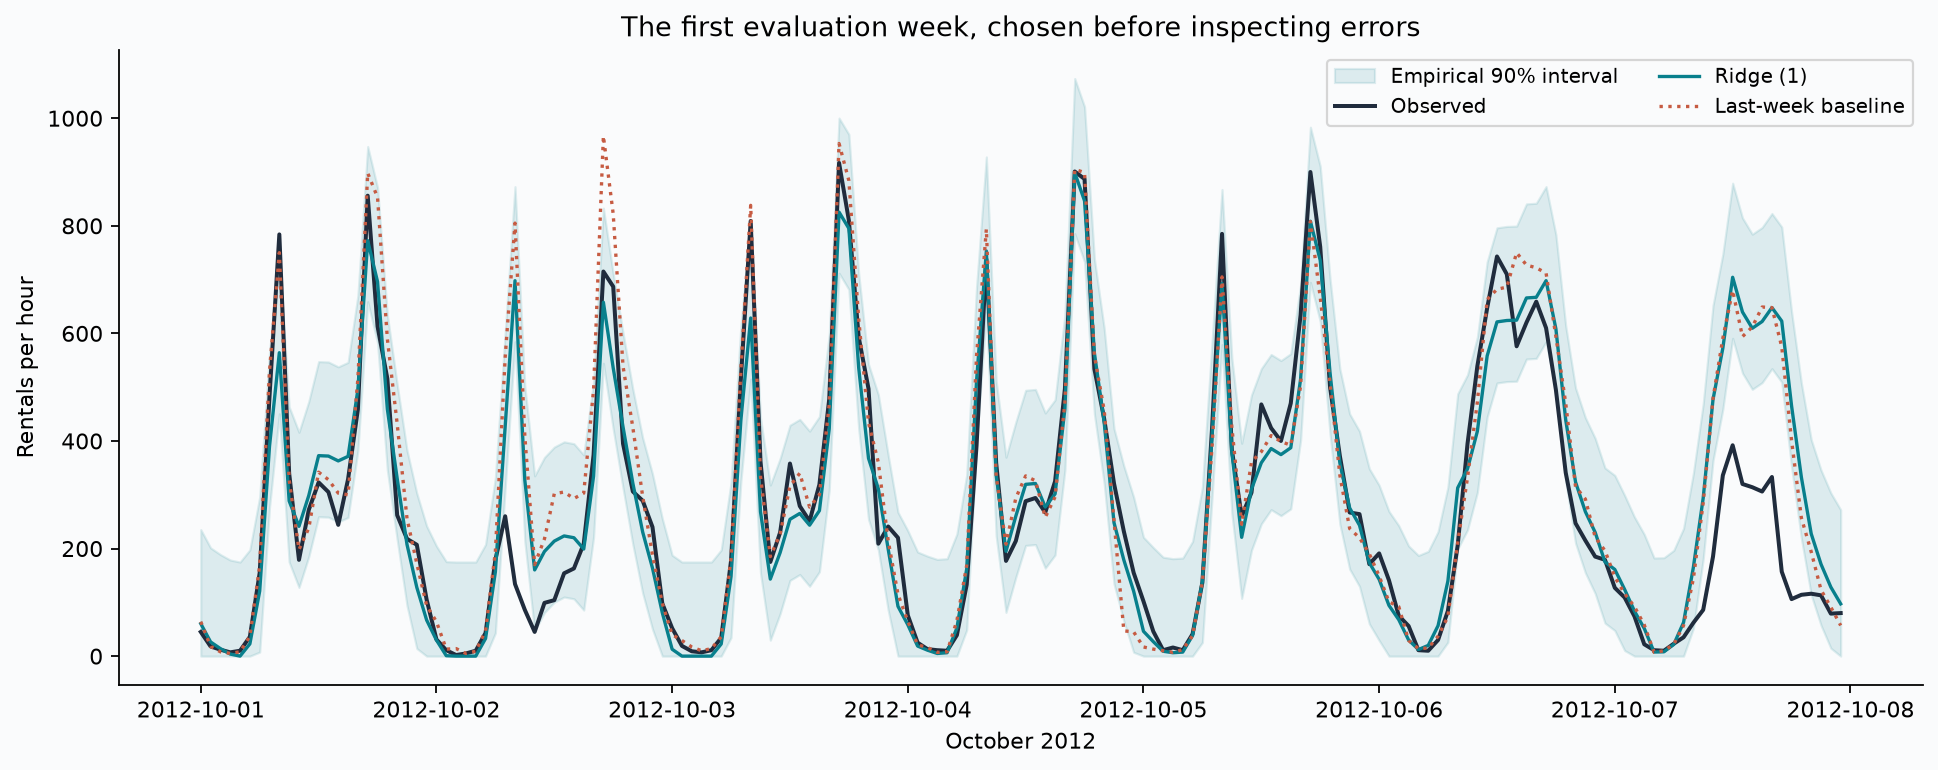 The first evaluation week, chosen before inspecting errors
Empirical 90% interval
Observed
Ridge (1)
Last-week baseline
Rentals per hour
1000
800
600
400
200
0
2012-10-01
2012-10-02
2012-10-03
2012-10-04
2012-10-05
2012-10-06
2012-10-07
2012-10-08
October 2012